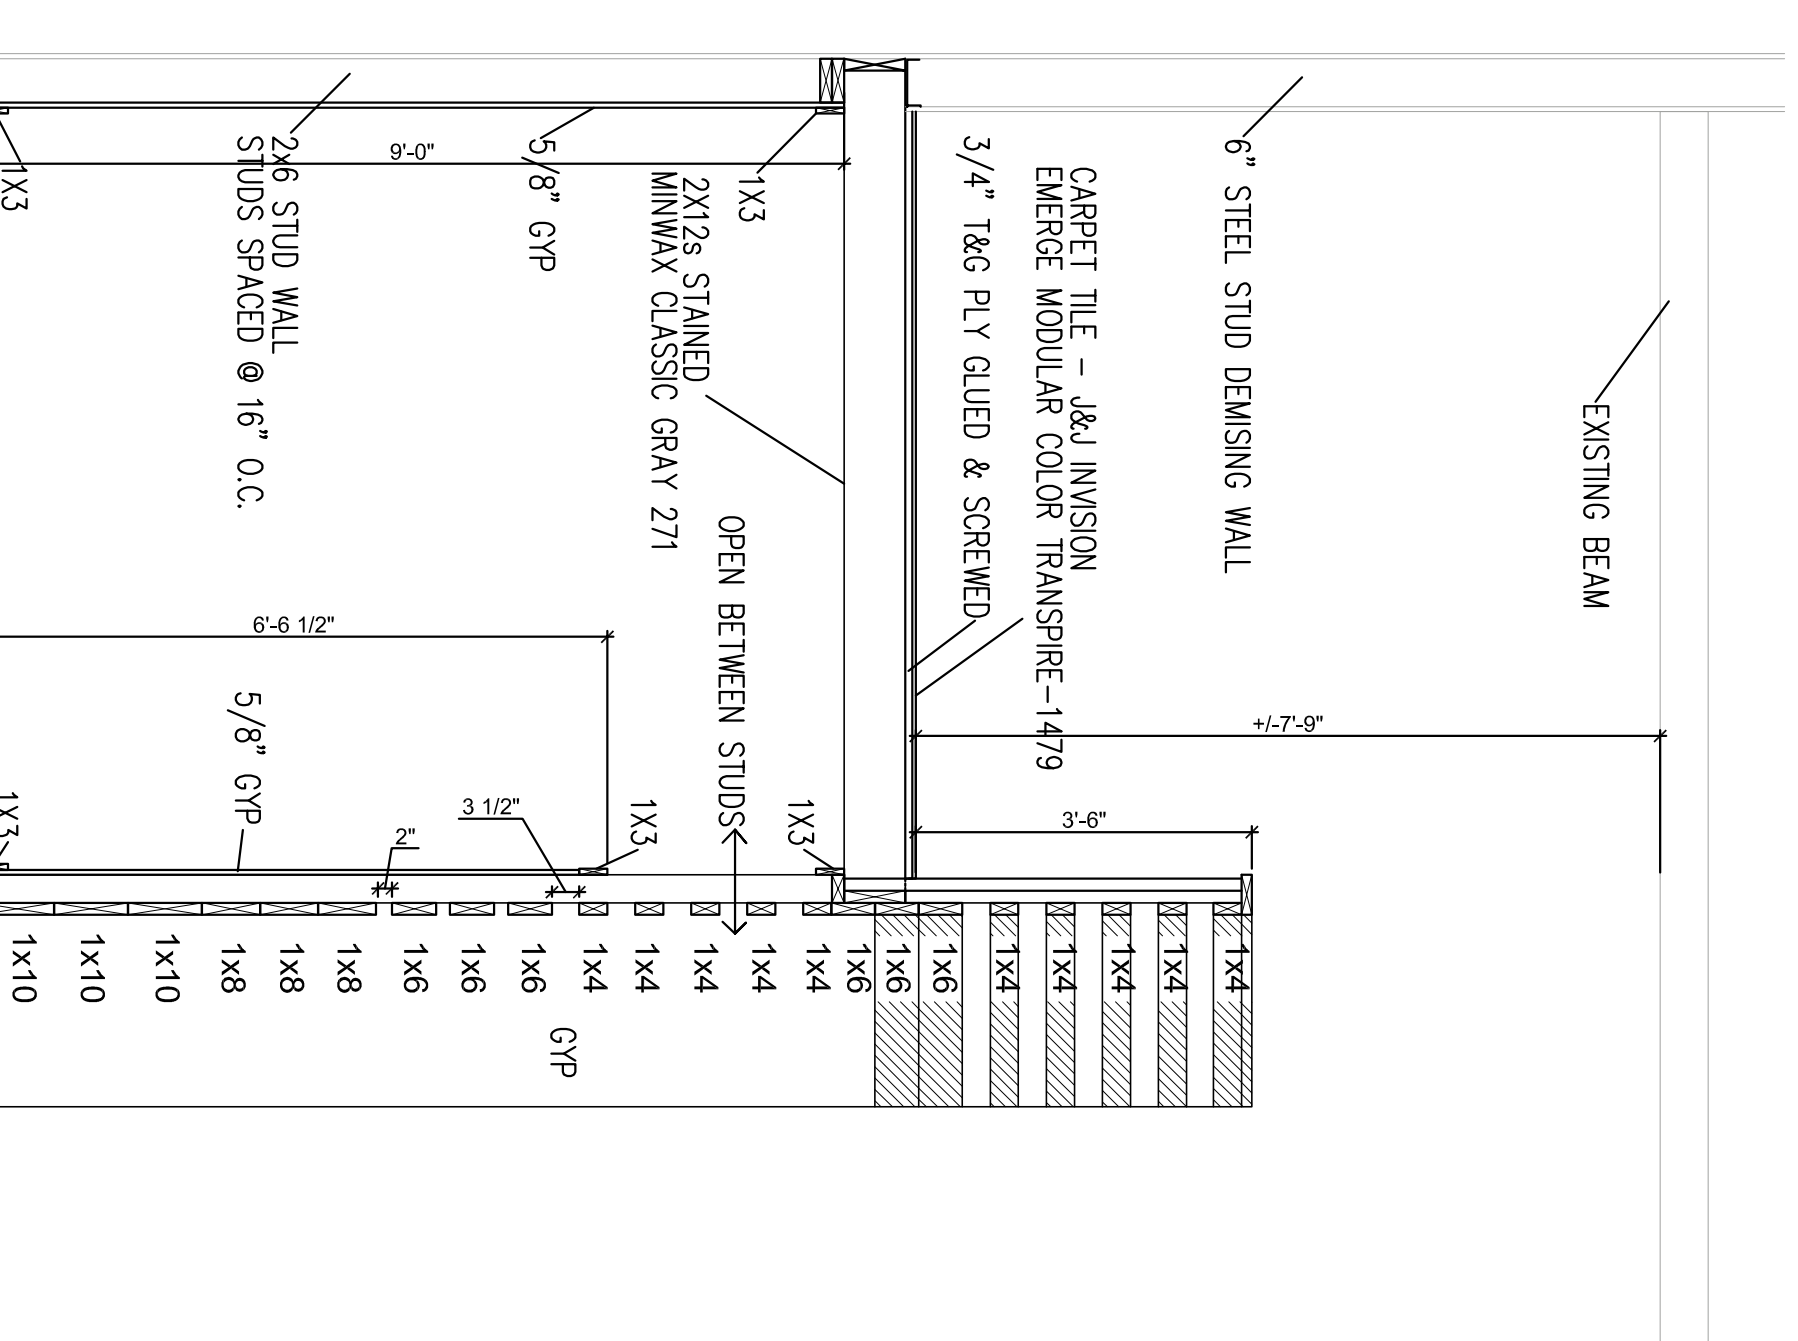 EXISTING BEAM
6” STEEL STUD DEMISING WALL
CARPET TILE – J&J INVISION
EMERGE MODULAR COLOR TRANSPIRE–1479
3/4” T&G PLY GLUED & SCREWED
1X3
2X12s STAINED
MINWAX CLASSIC GRAY 271
5/8” GYP
2x6 STUD WALL
STUDS SPACED @ 16” O.C.
1X3
9'-0"
6'-6 1/2"
+/-7'-9"
3'-6"
3 1/2"
2"
OPEN BETWEEN STUDS
1X3
1X3
5/8” GYP
1X3
1x4
1x4
1x4
1x4
1x4
1x6
1x6
1x6
1x4
1x4
1x4
1x4
1x4
1x6
1x6
1x6
1x8
1x8
1x8
1x10
1x10
1x10
GYP